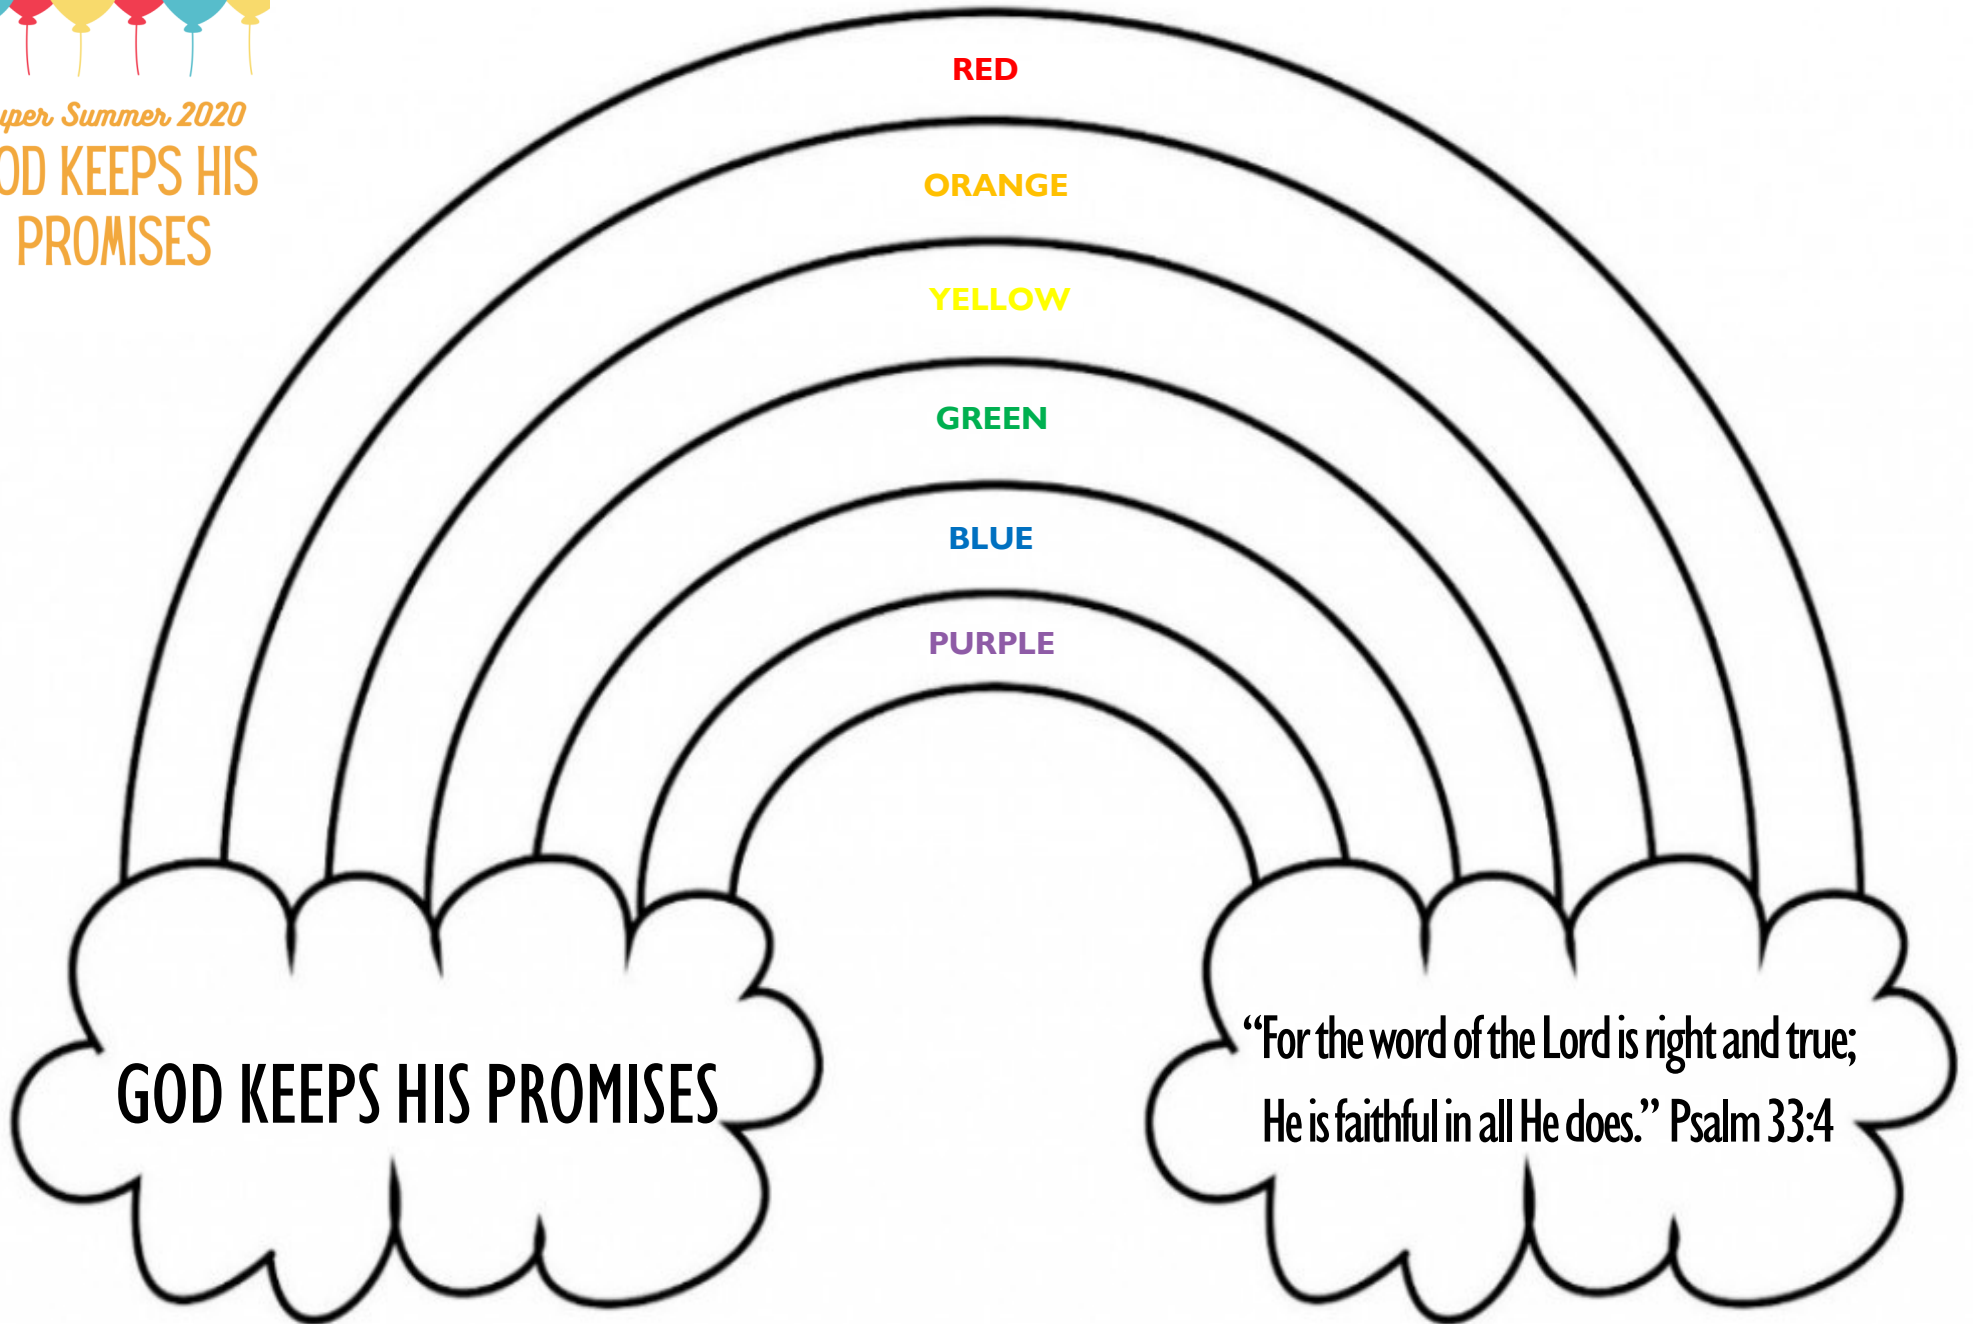 uper Summer 2020
OD KEEPS HIS
PROMISES
RED
ORANGE
YELLOW
GREEN
BLUE
PURPLE
GOD KEEPS HIS PROMISES
“For the word of the Lord is right and true;
He is faithful in all He does.” Psalm 33:4